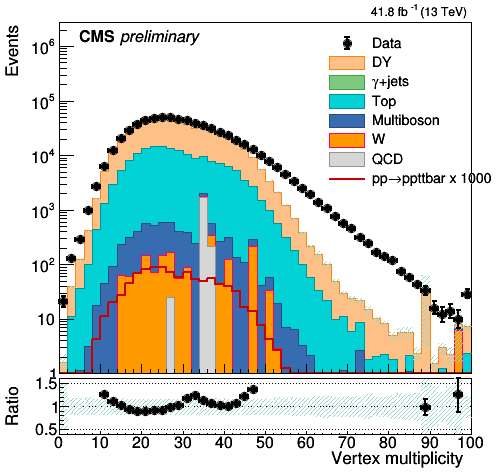 41.8 fb⁻¹ (13 TeV)
CMS preliminary
Events
10⁶
10⁵
10⁴
10³
10²
10
1
Data
DY
γ+jets
Top
Multiboson
W
QCD
pp→ppttbar x 1000
Ratio
1.5
1
0.5
0 10 20 30 40 50 60 70 80 90 100
Vertex multiplicity